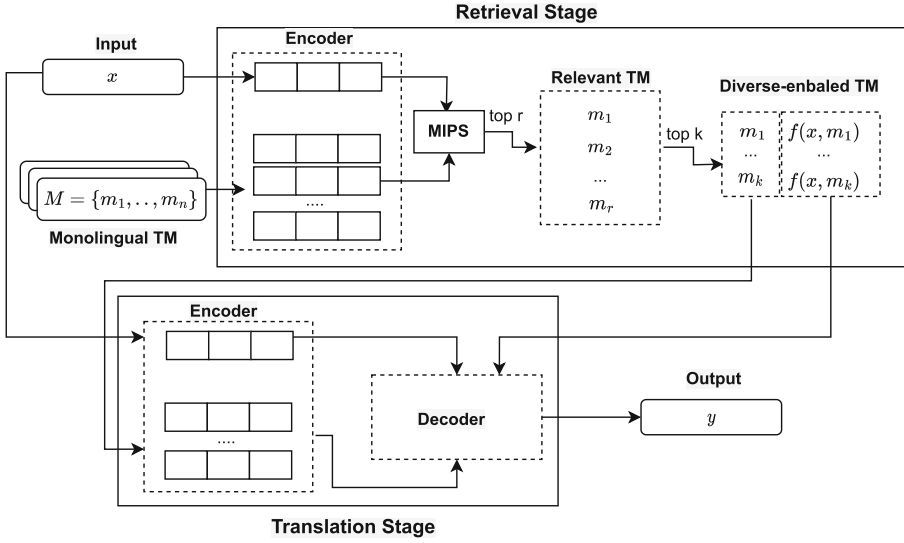 Retrieval Stage
Input
x
Encoder
MIPS
top r
Relevant TM
m₁
m₂
...
mᵣ
top k
Diverse-enbaled TM
m₁ f(x, m₁)
... ...
mₖ f(x, mₖ)
M = {m₁, . . , mₙ}
Monolingual TM
....
Encoder
....
Decoder
Output
y
Translation Stage